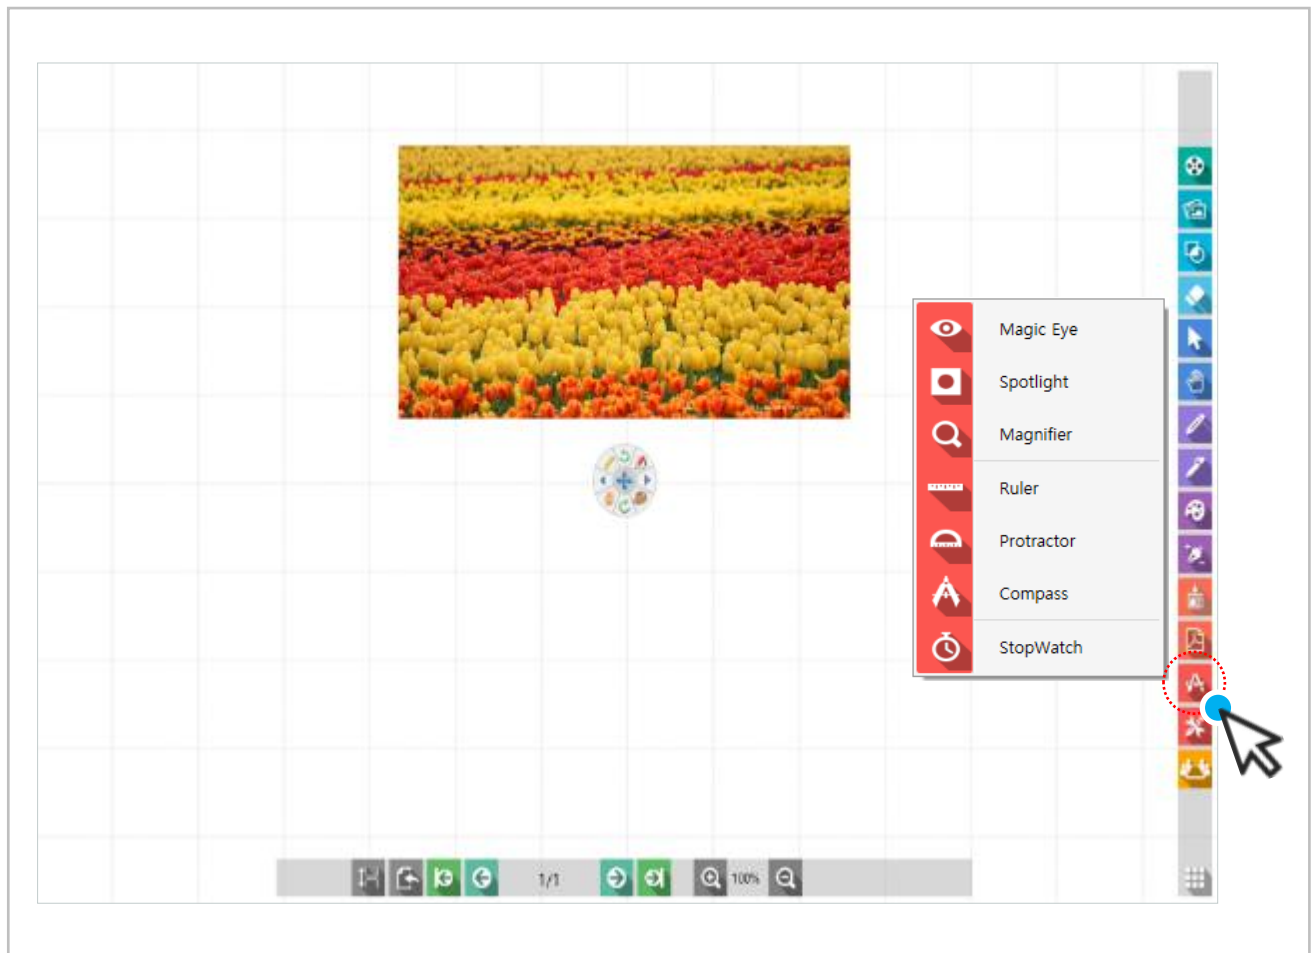 Magic Eye
Spotlight
Magnifier
Ruler
Protractor
Compass
StopWatch
1/1
100%